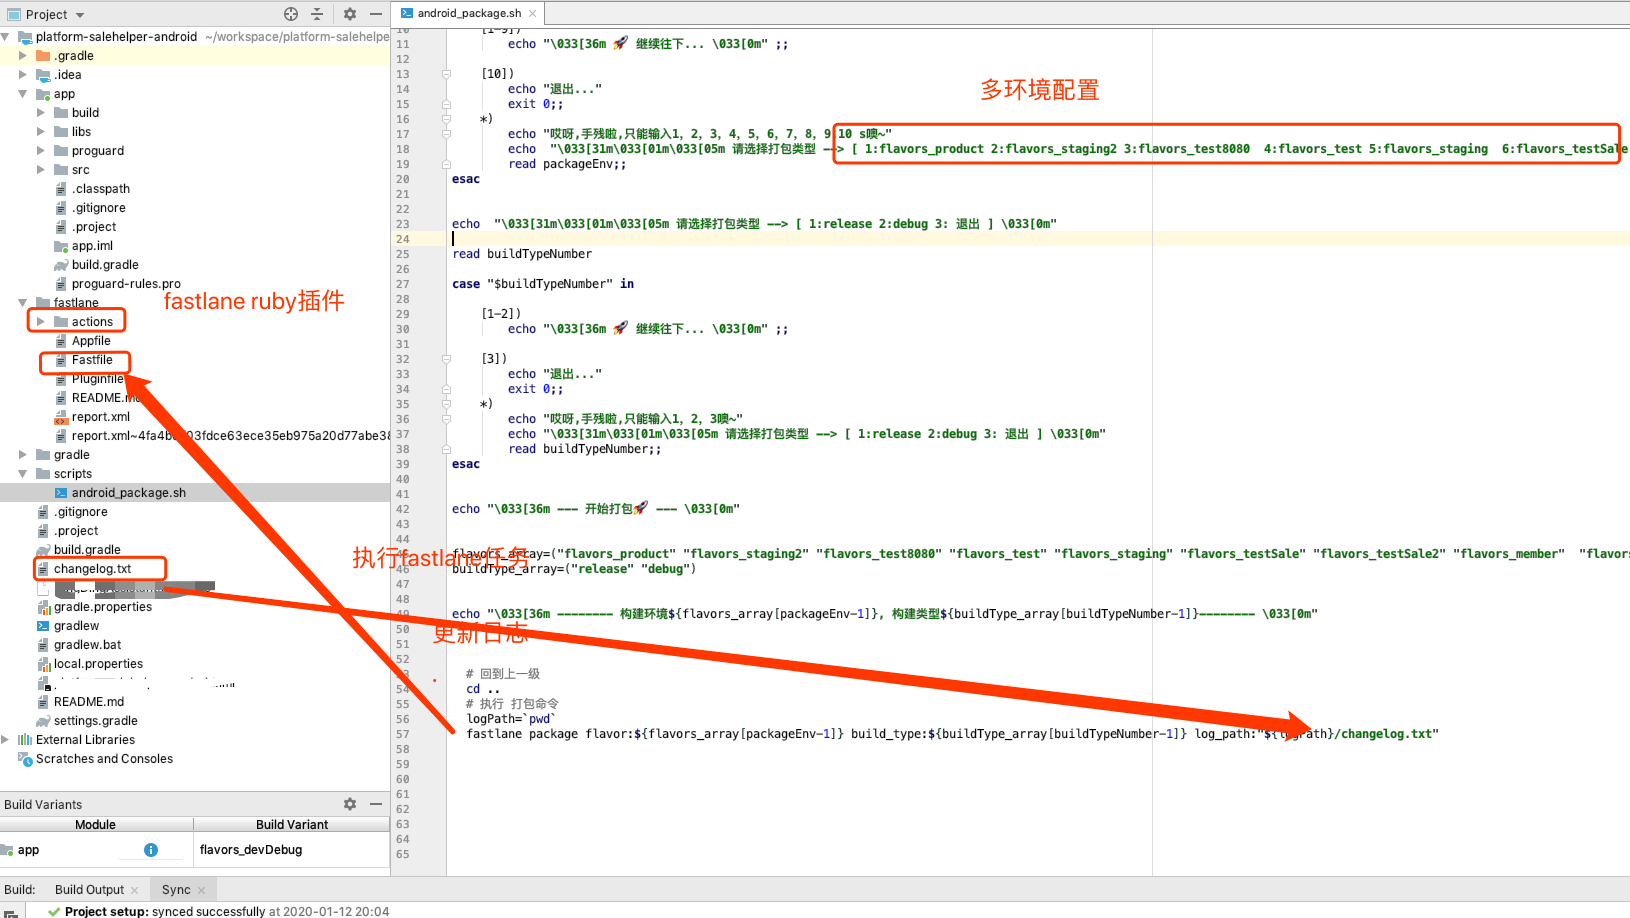 Project
android_package.sh
platform-salehelper-android ~/workspace/platform-salehelpe
.gradle
.idea
app
build
libs
proguard
src
.classpath
.gitignore
.project
app.iml
build.gradle
proguard-rules.pro
fastlane
fastlane ruby插件
actions
Appfile
Fastfile
Pluginfile
README.m
report.xml
gradle
scripts
android_package.sh
.gitignore
.project
build.gradle
changelog.txt
gradle.properties
gradlew
gradlew.bat
local.properties
README.md
settings.gradle
External Libraries
Scratches and Consoles
Build Variants
Module Build Variant
app flavors_devDebug
多环境配置
10 [1-9])
11 echo "\033[36m 🚀 继续往下... \033[0m" ;;
12
13 [10])
14 echo "退出..."
15 exit 0;;
16 *)
17 echo "哎呀,手残啦,只能输入1, 2, 3, 4, 5, 6, 7, 8, 9 10 s噢~"
18 echo "\033[31m\033[01m\033[05m 请选择打包类型 --> [ 1:flavors_product 2:flavors_staging2 3:flavors_test8080 4:flavors_test 5:flavors_staging 6:flavors_testSale
19 read packageEnv;;
20 esac
21
22
23 echo "\033[31m\033[01m\033[05m 请选择打包类型 --> [ 1:release 2:debug 3: 退出 ] \033[0m"
24
25 read buildTypeNumber
26
27 case "$buildTypeNumber" in
28
29 [1-2])
30 echo "\033[36m 🚀 继续往下... \033[0m" ;;
31
32 [3])
33 echo "退出..."
34 exit 0;;
35 *)
36 echo "哎呀,手残啦,只能输入1, 2, 3噢~"
37 echo "\033[31m\033[01m\033[05m 请选择打包类型 --> [ 1:release 2:debug 3: 退出 ] \033[0m"
38 read buildTypeNumber;;
39 esac
40
41
42 echo "\033[36m --- 开始打包🚀 --- \033[0m"
43
44
执行fastlane任务
45 flavors_array=("flavors_product" "flavors_staging2" "flavors_test8080" "flavors_test" "flavors_staging" "flavors_testSale" "flavors_testSale2" "flavors_member" "flavors
46 buildType_array=("release" "debug")
47
48
49 echo "\033[36m -------- 构建环境${flavors_array[packageEnv-1]}, 构建类型${buildType_array[buildTypeNumber-1]}-------- \033[0m"
50
更新日志
51
52
53 # 回到上一级
54 cd ..
55 # 执行 打包命令
56 logPath=`pwd`
57 fastlane package flavor:${flavors_array[packageEnv-1]} build_type:${buildType_array[buildTypeNumber-1]} log_path:"${logPath}/changelog.txt"
58
59
60
61
62
63
64
65
Build: Build Output Sync
Project setup: synced successfully at 2020-01-12 20:04